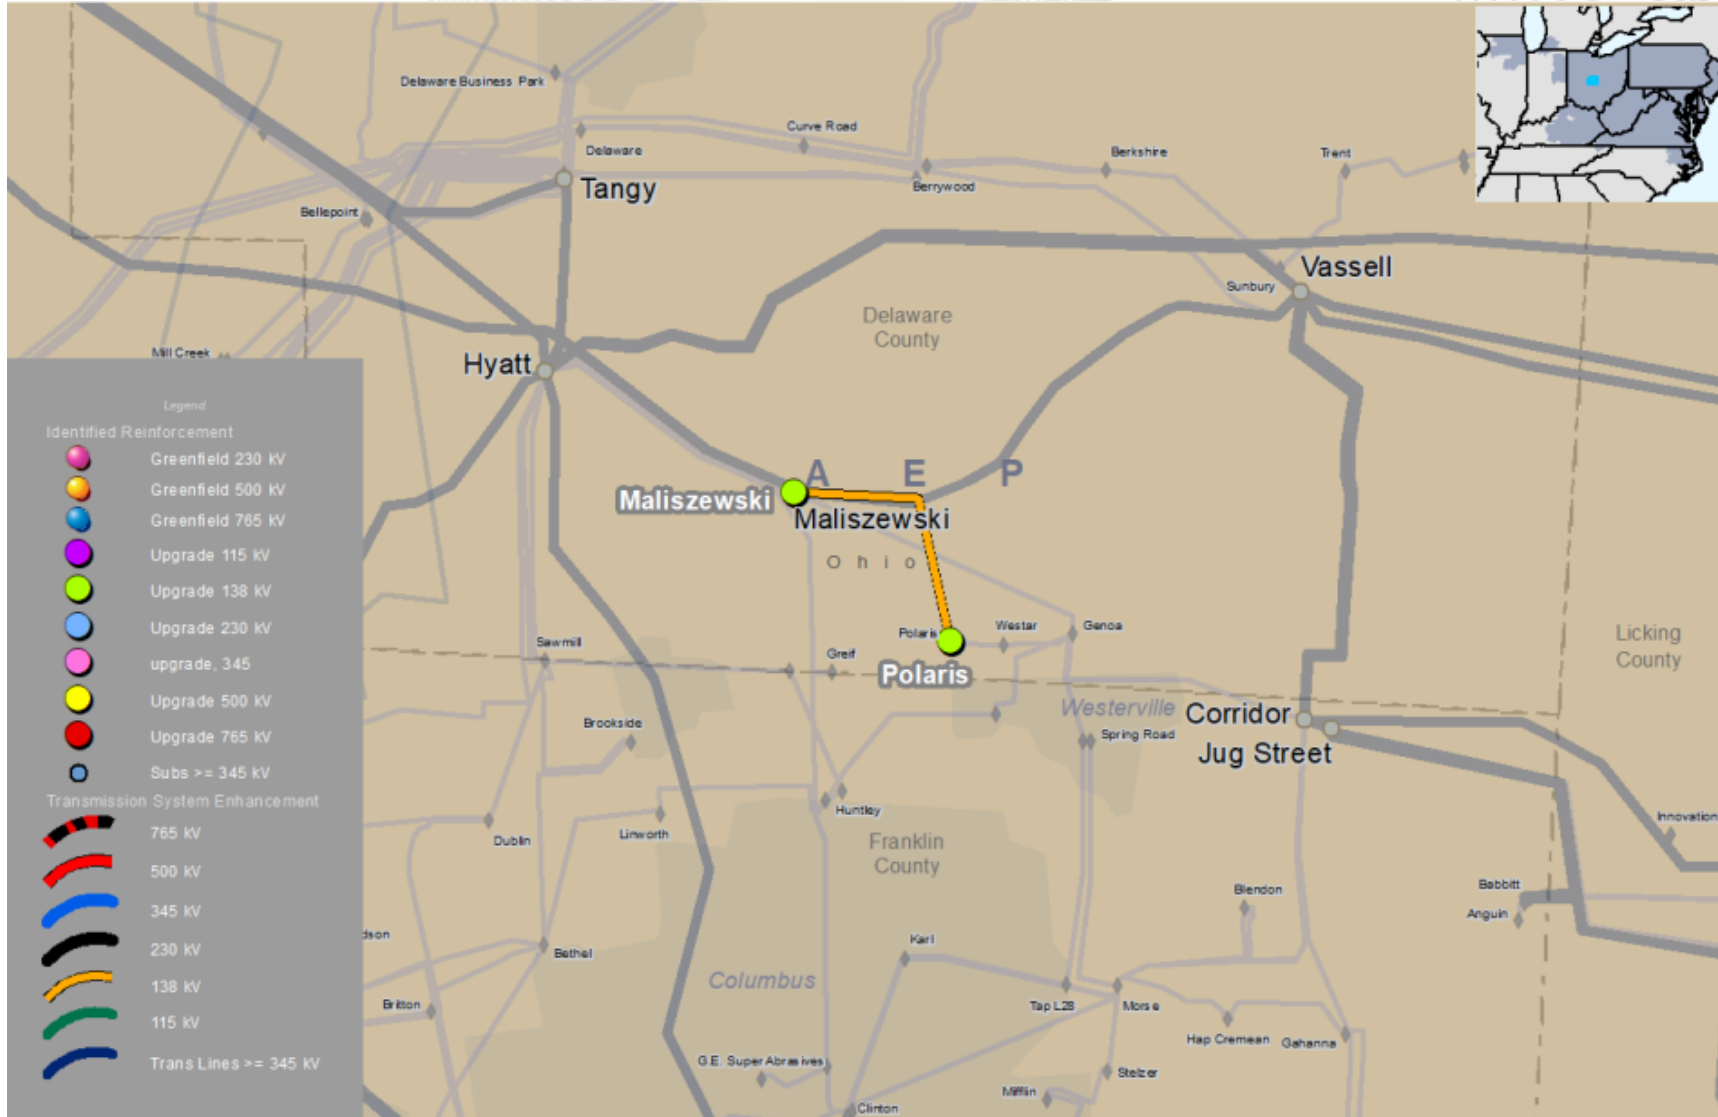 Delaware Business Park
Curve Road
Delaware
Berkshire
Trent
Tangy
Berrywood
Bellepoint
Vassell
Sunbury
Delaware
County
Mill Creek
Hyatt
Legend
Identified Reinforcement
Greenfield 230 kV
Greenfield 500 kV
Greenfield 765 kV
Upgrade 115 kV
Upgrade 138 kV
Upgrade 230 kV
upgrade, 345
Upgrade 500 kV
Upgrade 765 kV
Subs >= 345 kV
Transmission System Enhancement
765 kV
500 kV
345 kV
230 kV
138 kV
115 kV
Trans Lines >= 345 kV
A E P
Maliszewski
Maliszewski
Ohio
Polaris
Westar
Genoa
Sawmill
Greif
Polaris
Licking
County
Westerville
Corridor
Brookside
Spring Road
Jug Street
Huntley
Innovation
Dublin
Linworth
Franklin
County
Babbitt
Blendon
Anguin
dson
Karl
Bethel
Columbus
Britton
Tap L28
Morse
Hap Cremean
Gahanna
G.E. Super Abrasives
Stelzer
Mifflin
Clinton